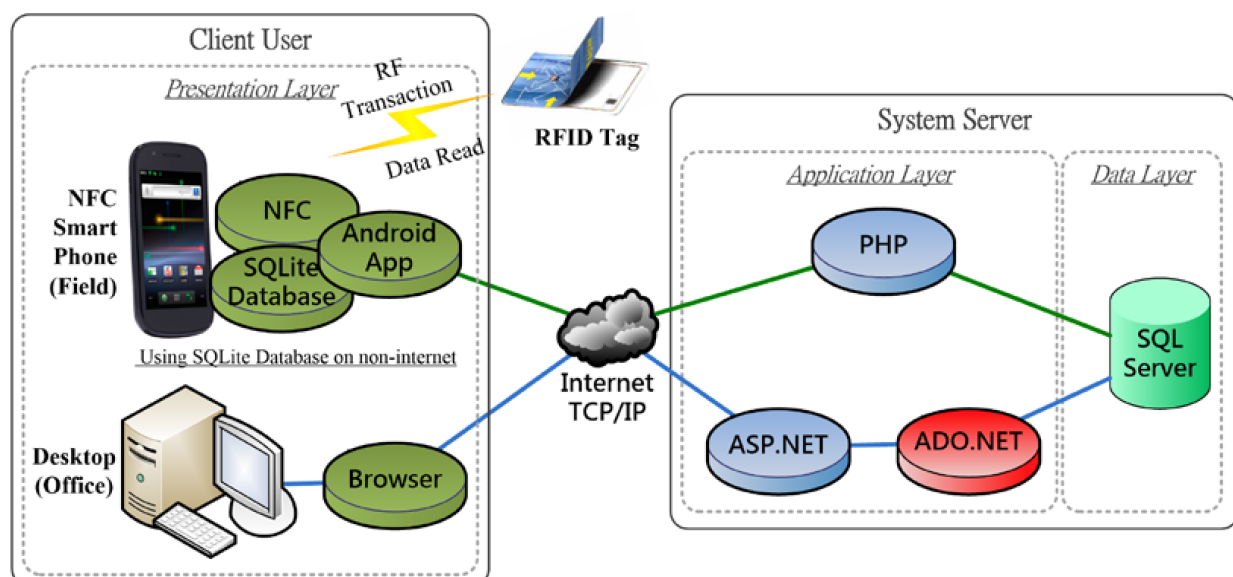 Client User
Presentation Layer
RF
Transaction
Data Read
RFID Tag
NFC
Smart
Phone
(Field)
NFC
Android
App
SQLite
Database
Using SQLite Database on non-internet
Desktop
(Office)
Browser
Internet
TCP/IP
System Server
Application Layer
Data Layer
PHP
SQL
Server
ASP.NET
ADO.NET